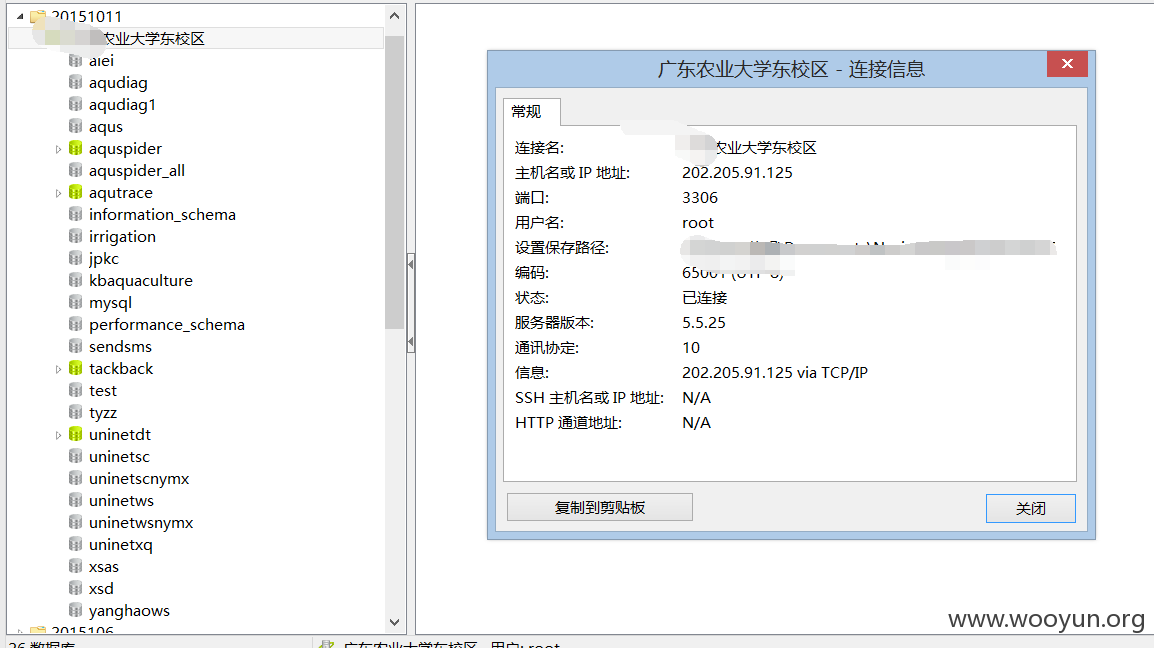 20151011
农业大学东校区
aiei
aqudiag
aqudiag1
aqus
aquspider
aquspider_all
aqutrace
information_schema
irrigation
jpkc
kbaquaculture
mysql
performance_schema
sendsms
tackback
test
tyzz
uninetdt
uninetsc
uninetscnymx
uninetws
uninetwsnymx
uninetxq
xsas
xsd
yanghaows
2015106
26 数据库
广东农业大学东校区 用户: root
广东农业大学东校区 - 连接信息
常规
连接名: 农业大学东校区
主机名或 IP 地址: 202.205.91.125
端口: 3306
用户名: root
设置保存路径:
编码: 65001 (UTF-8)
状态: 已连接
服务器版本: 5.5.25
通讯协定: 10
信息: 202.205.91.125 via TCP/IP
SSH 主机名或 IP 地址: N/A
HTTP 通道地址: N/A
复制到剪贴板
关闭
www.wooyun.org